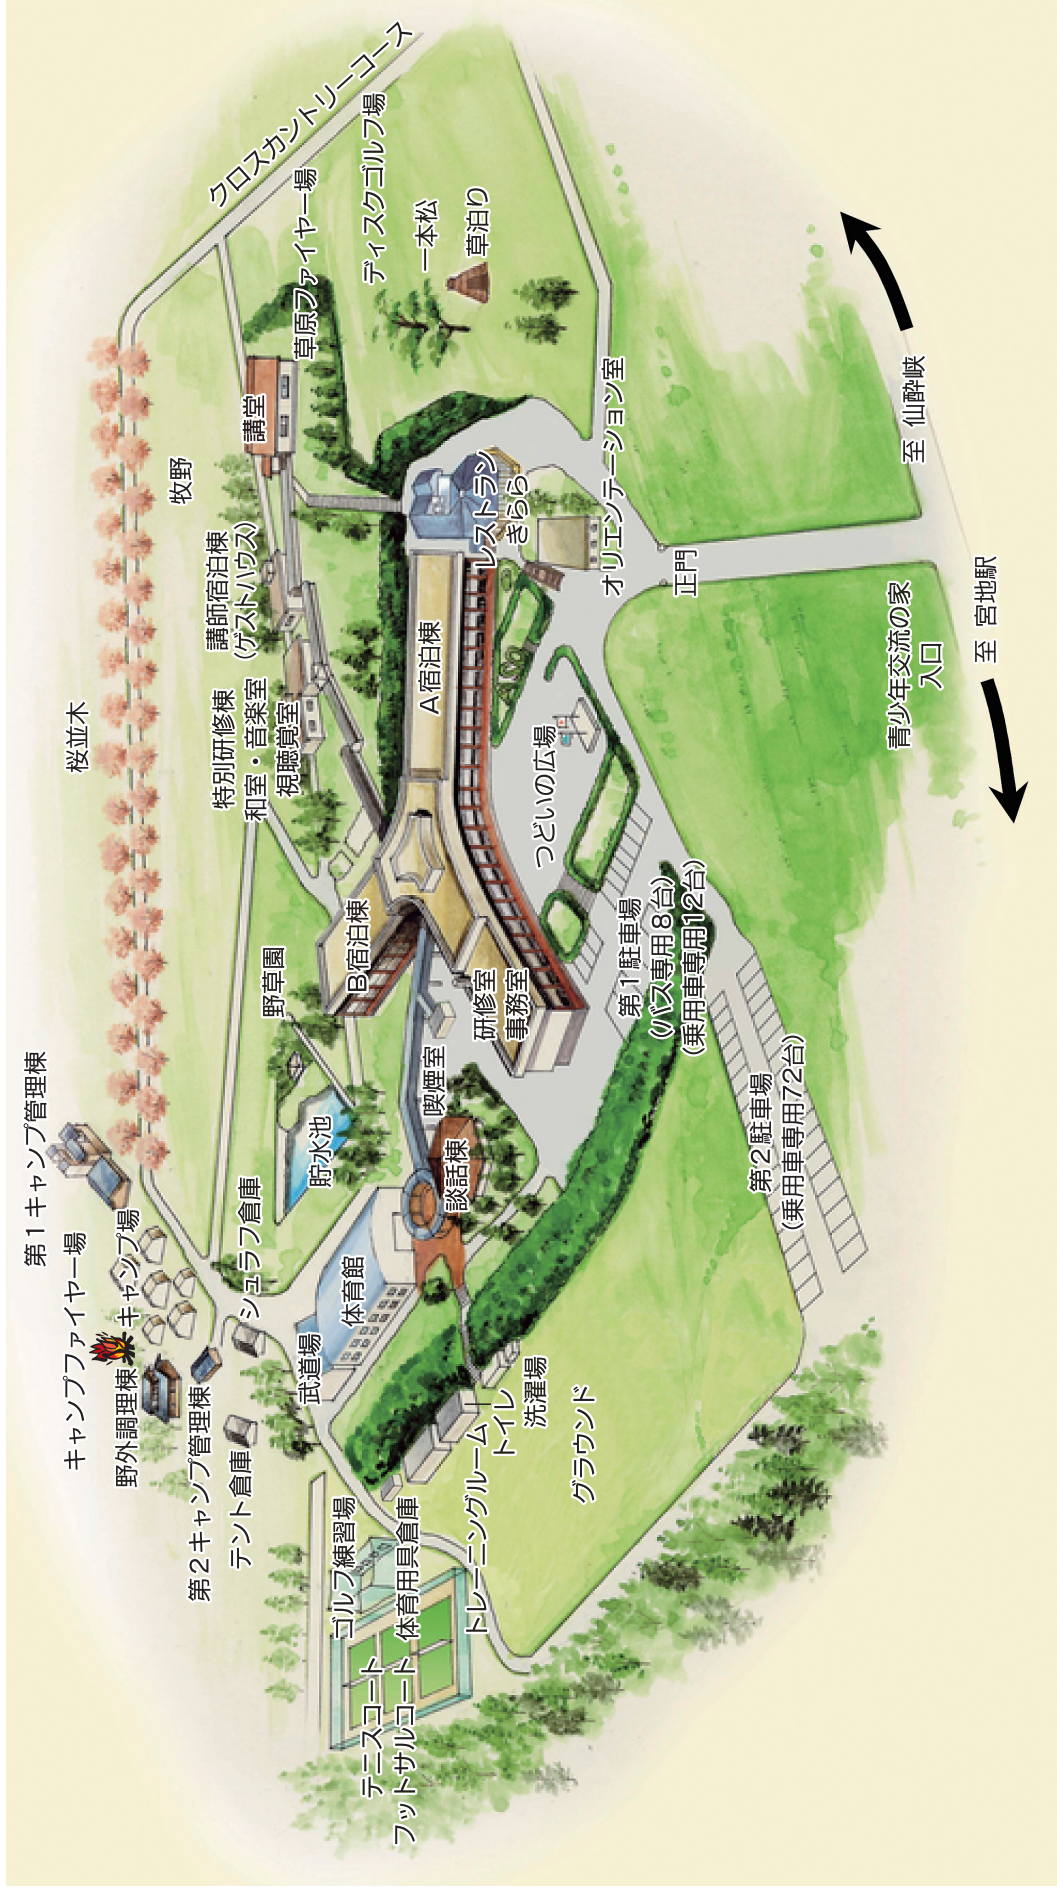 第1キャンプ管理棟
キャンプファイヤー場
桜並木
キャンプ場
野外調理棟
牧野
クロスカントリーコース
第2キャンプ管理棟
テント倉庫
シュラフ倉庫
野草園
特別研修棟
和室・音楽室
視聴覚室
講師宿泊棟
(ゲストハウス)
講堂
草原ファイヤー場
武道場
貯水池
体育館
B宿泊棟
ゴルフ練習場
体育用具倉庫
ディスクゴルフ場
一本松
草泊り
テニスコート
フットサルコート
喫煙室
談話棟
A宿泊棟
研修室
事務室
レストラン
きらら
トレーニングルーム
トイレ
洗濯場
グラウンド
つどいの広場
オリエンテーション室
第1駐車場
(バス専用8台)
(乗用車専用12台)
正門
第2駐車場
(乗用車専用72台)
青少年交流の家
入口
至 仙酔峡
至 宮地駅